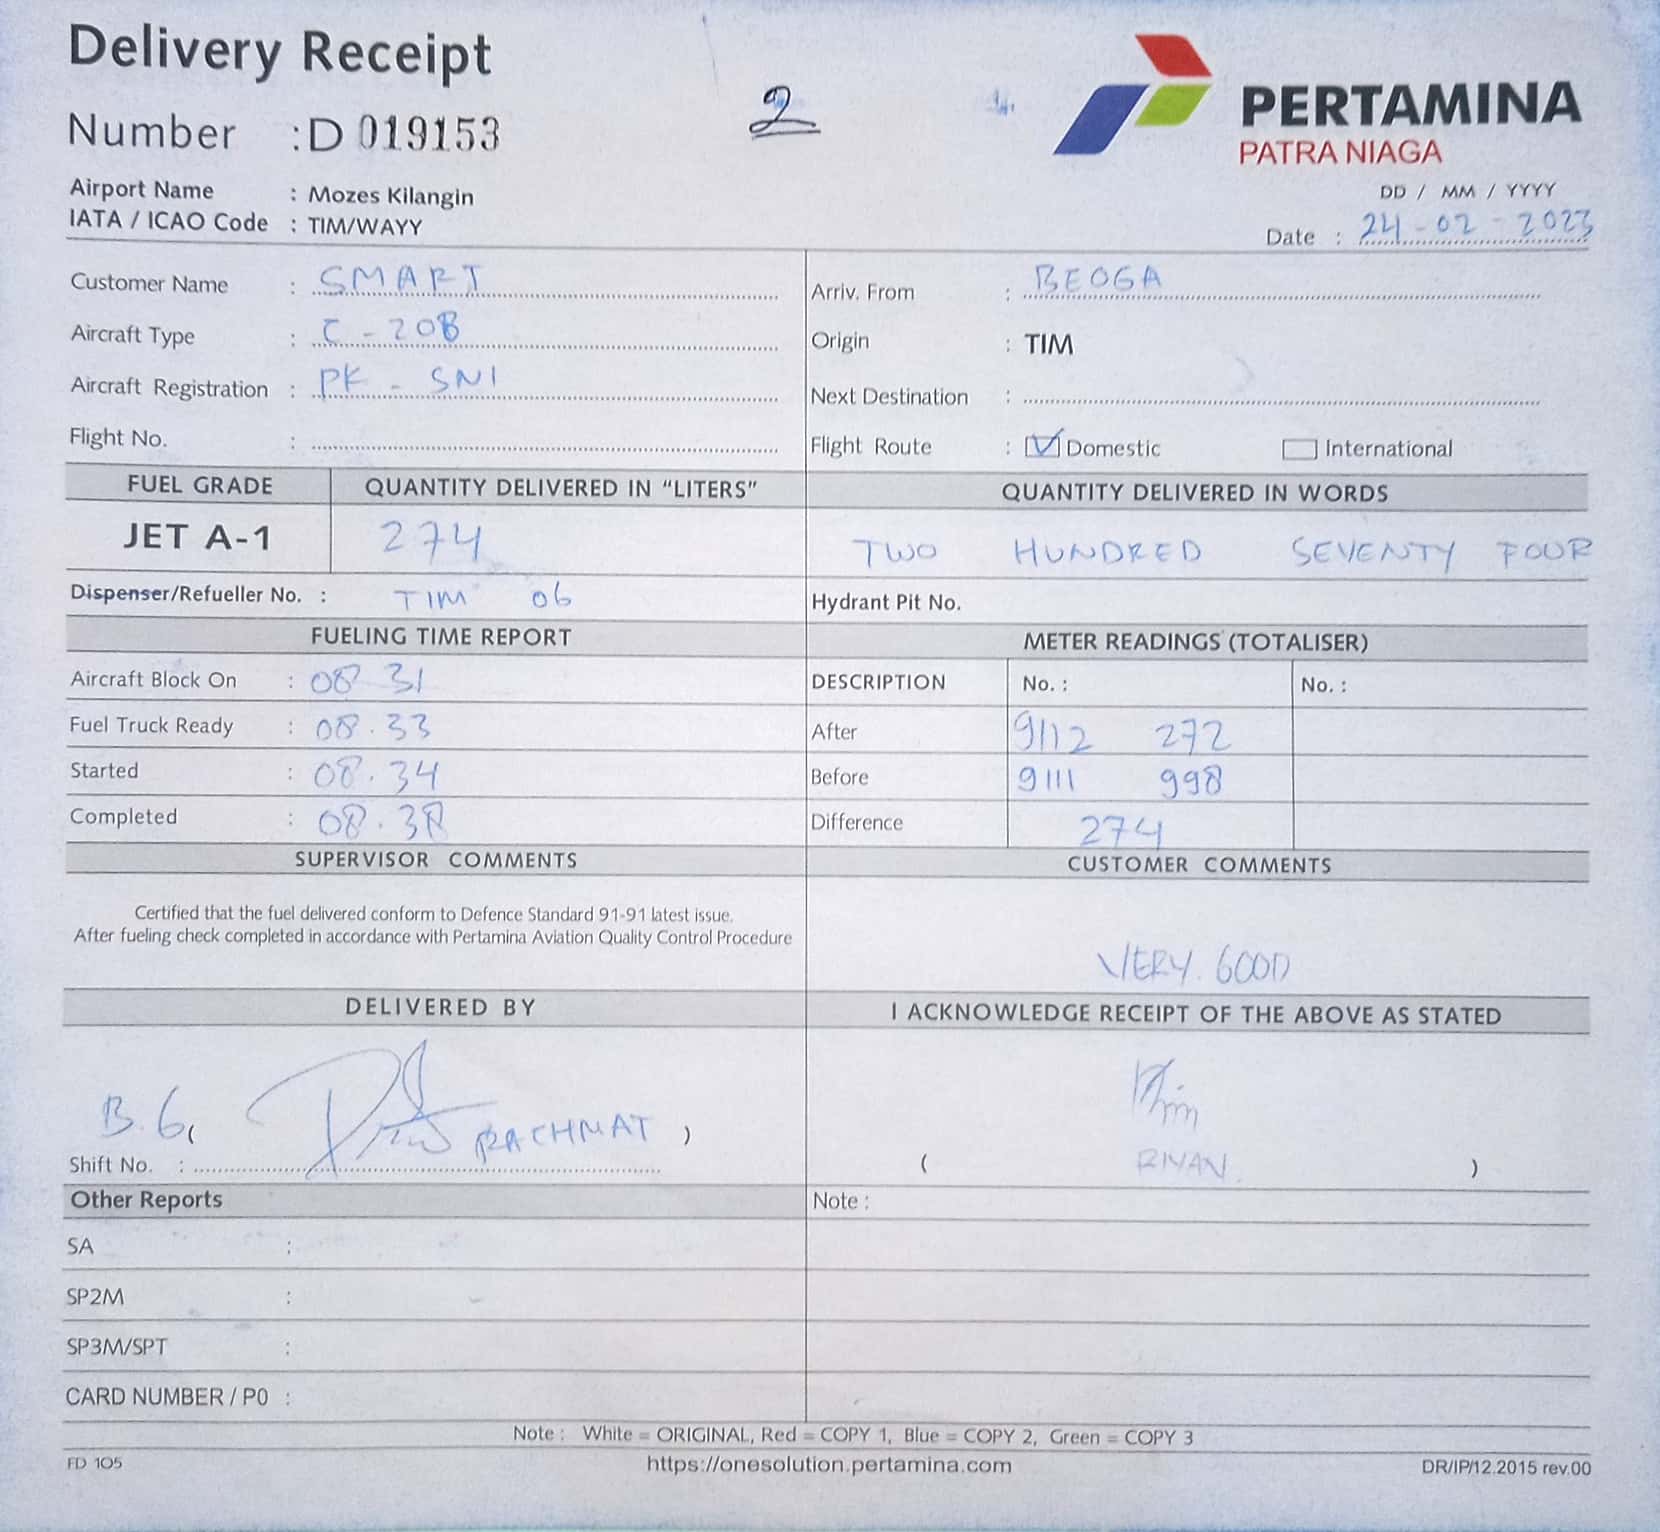 Delivery Receipt
Number : D 019153
2
PERTAMINA
PATRA NIAGA
Airport Name : Mozes Kilangin
IATA / ICAO Code : TIM/WAYY
DD / MM / YYYY
Date : 24-02-2023
Customer Name : SMART
Aircraft Type : C-208
Aircraft Registration : PK - SNI
Flight No. :
Arriv. From : BEOGA
Origin : TIM
Next Destination :
Flight Route : Domestic International
FUEL GRADE QUANTITY DELIVERED IN "LITERS" QUANTITY DELIVERED IN WORDS
JET A-1 274 TWO HUNDRED SEVENTY FOUR
Dispenser/Refueller No. : TIM 06 Hydrant Pit No.
FUELING TIME REPORT
Aircraft Block On : 08 31
Fuel Truck Ready : 08.33
Started : 08.34
Completed : 08.38
METER READINGS (TOTALISER)
DESCRIPTION No. : No. :
After 9112 272
Before 9111 998
Difference 274
SUPERVISOR COMMENTS
Certified that the fuel delivered conform to Defence Standard 91-91 latest issue.
After fueling check completed in accordance with Pertamina Aviation Quality Control Procedure
CUSTOMER COMMENTS
VERY GOOD
DELIVERED BY
B.6 ( RACHMAT )
Shift No. :
I ACKNOWLEDGE RECEIPT OF THE ABOVE AS STATED
( RIYAN )
Other Reports
SA :
SP2M :
SP3M/SPT :
CARD NUMBER / P0 :
Note :
Note : White = ORIGINAL, Red = COPY 1, Blue = COPY 2, Green = COPY 3
FD 105 https://onesolution.pertamina.com DR/IP/12.2015 rev.00